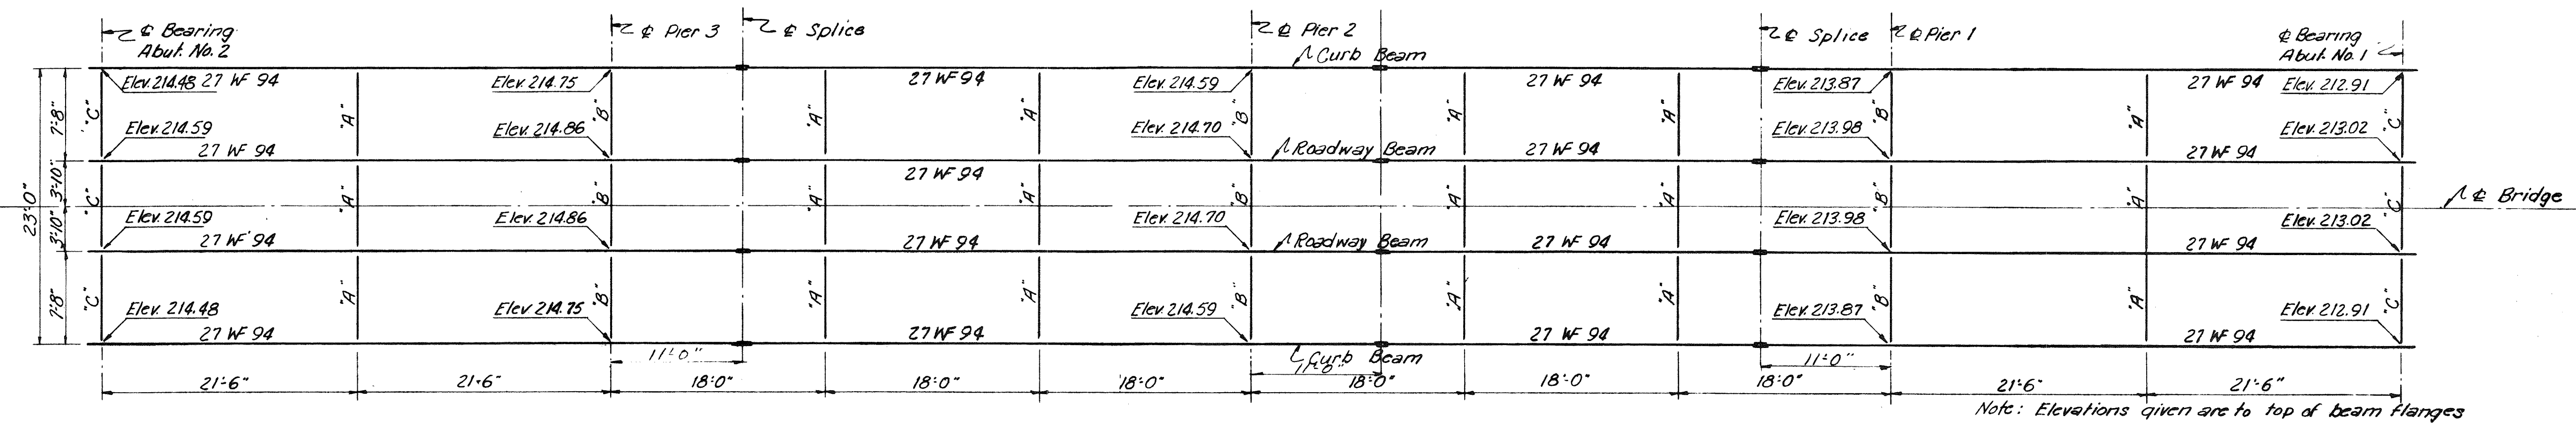 ℄ Bearing
Abut. No. 2
℄ Pier 3
℄ Splice
℄ Pier 2
℄ Splice
℄ Pier 1
℄ Bearing
Abut. No. 1
Curb Beam
Elev. 214.48 27 WF 94
Elev. 214.75
27 WF 94
Elev. 214.59
27 WF 94
Elev. 213.87
27 WF 94 Elev. 212.91
7'-8"
"C"
"A"
"B"
"A"
"A"
"B"
"A"
"A"
"B"
"A"
"C"
Elev. 214.59
Elev. 214.86
Elev. 214.70
Elev. 213.98
Elev. 213.02
27 WF 94
Roadway Beam
27 WF 94
27 WF 94
27 WF 94
23'-0"
3'-10"
3'-10"
"C"
"A"
"B"
"A"
"A"
"B"
"A"
"A"
"B"
"A"
"C"
℄ Bridge
Elev. 214.59
Elev. 214.86
Elev. 214.70
Elev. 213.98
Elev. 213.02
27 WF 94
27 WF 94
Roadway Beam
27 WF 94
27 WF 94
7'-8"
"C"
"A"
"B"
"A"
"A"
"B"
"A"
"A"
"B"
"A"
"C"
Elev. 214.48
Elev. 214.75
Elev. 214.59
Elev. 213.87
Elev. 212.91
27 WF 94
27 WF 94
27 WF 94
27 WF 94
11'-0"
Curb Beam
11'-0"
11'-0"
21'-6"
21'-6"
18'-0"
18'-0"
18'-0"
18'-0"
18'-0"
18'-0"
21'-6"
21'-6"
Note: Elevations given are to top of beam flanges